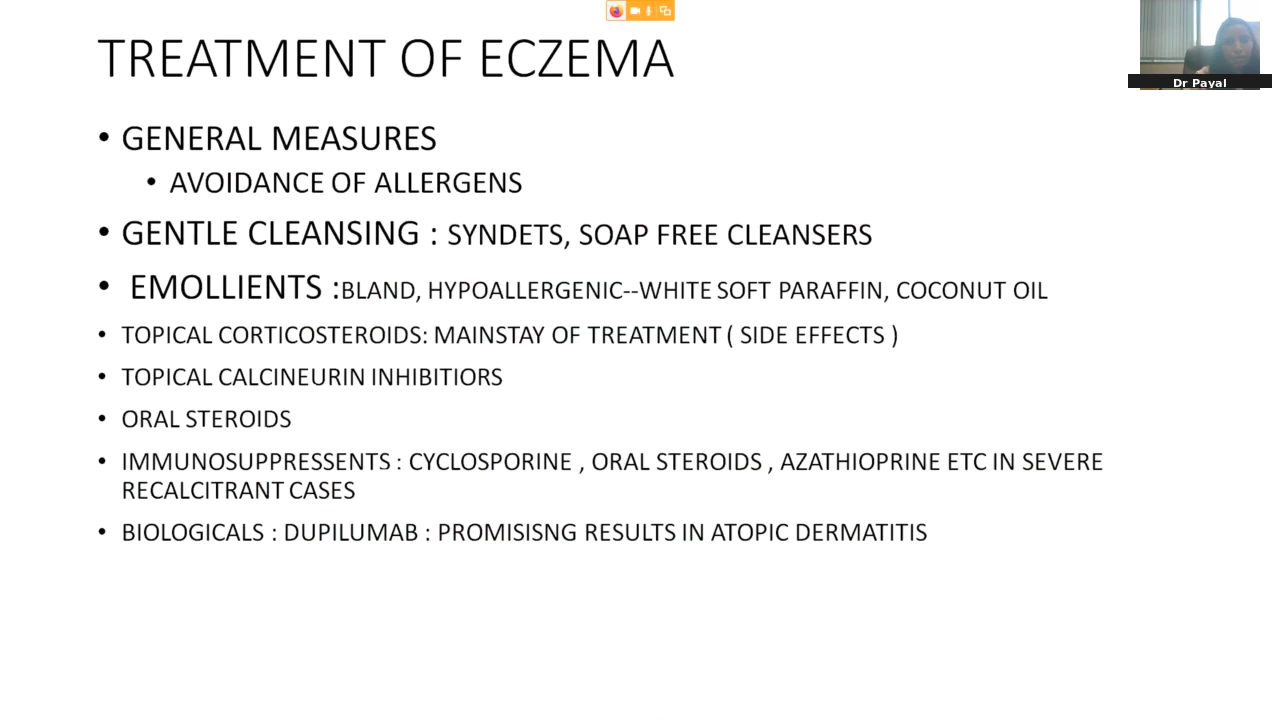 TREATMENT OF ECZEMA
Dr Payal
• GENERAL MEASURES
• AVOIDANCE OF ALLERGENS
• GENTLE CLEANSING : SYNDETS, SOAP FREE CLEANSERS
• EMOLLIENTS :BLAND, HYPOALLERGENIC--WHITE SOFT PARAFFIN, COCONUT OIL
• TOPICAL CORTICOSTEROIDS: MAINSTAY OF TREATMENT ( SIDE EFFECTS )
• TOPICAL CALCINEURIN INHIBITIORS
• ORAL STEROIDS
• IMMUNOSUPPRESSENTS : CYCLOSPORINE , ORAL STEROIDS , AZATHIOPRINE ETC IN SEVERE
RECALCITRANT CASES
• BIOLOGICALS : DUPILUMAB : PROMISISNG RESULTS IN ATOPIC DERMATITIS